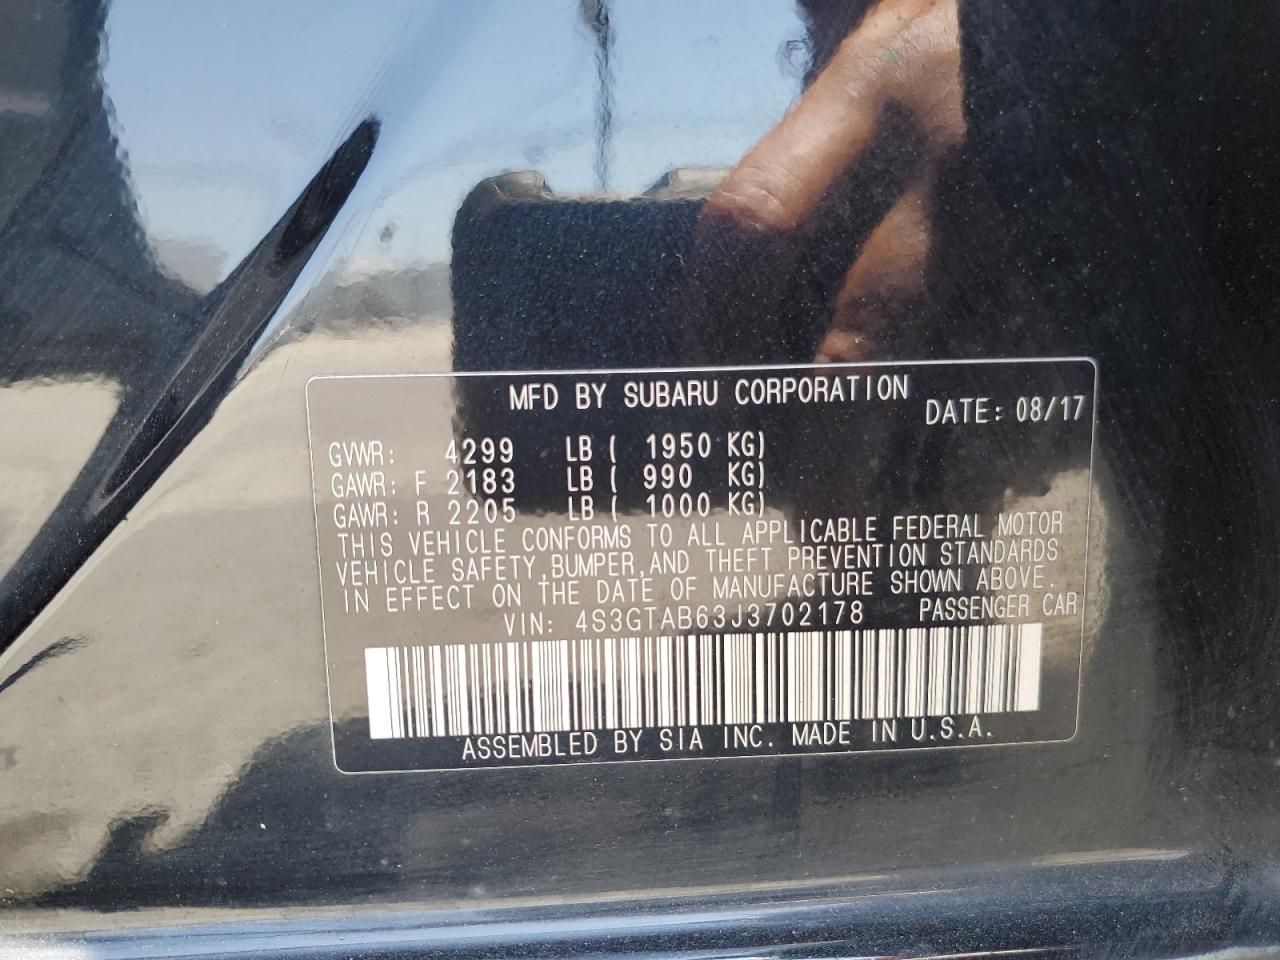 MFD BY SUBARU CORPORATION DATE: 08/17
GVWR: 4299 LB ( 1950 KG)
GAWR: F 2183 LB ( 990 KG)
GAWR: R 2205 LB ( 1000 KG)
THIS VEHICLE CONFORMS TO ALL APPLICABLE FEDERAL MOTOR
VEHICLE SAFETY, BUMPER, AND THEFT PREVENTION STANDARDS
IN EFFECT ON THE DATE OF MANUFACTURE SHOWN ABOVE.
VIN: 4S3GTAB63J3702178 PASSENGER CAR
ASSEMBLED BY SIA INC. MADE IN U.S.A.